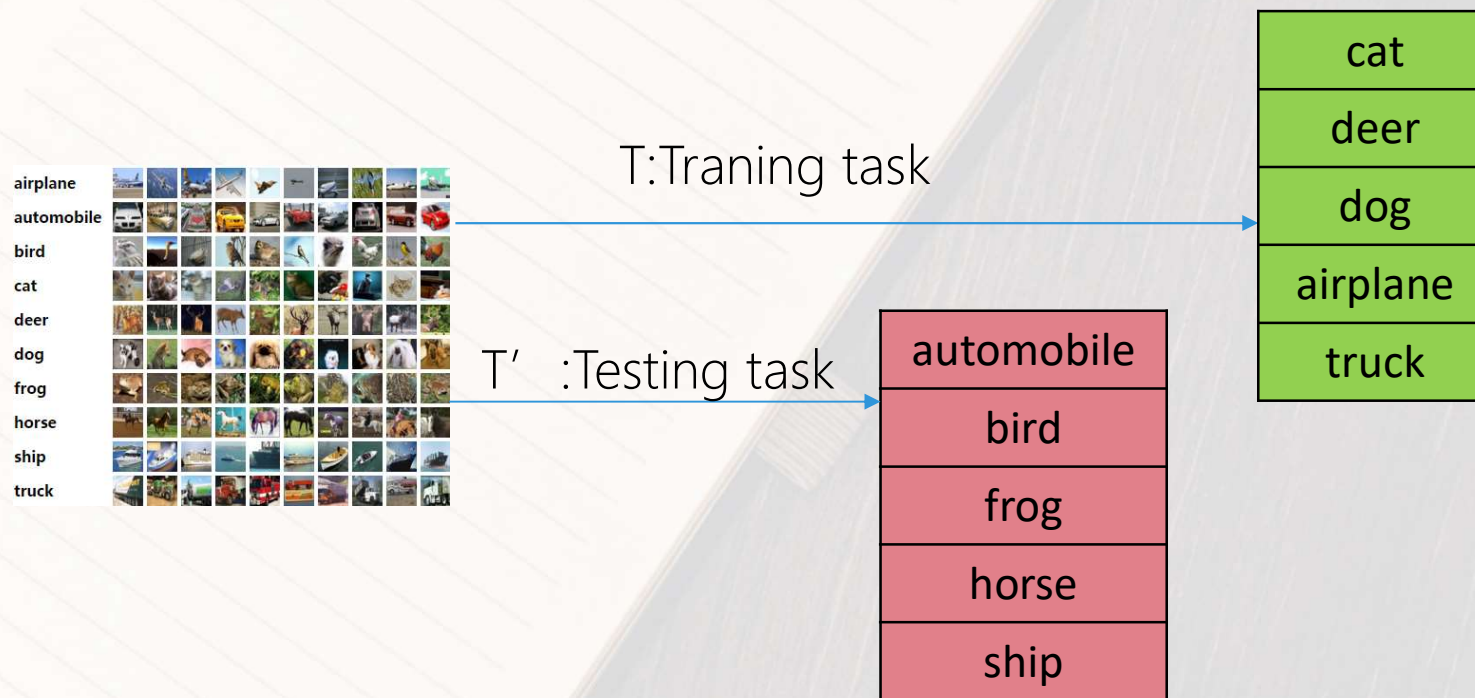 airplane
automobile
bird
cat
deer
dog
frog
horse
ship
truck
T:Traning task
T′ :Testing task
cat
deer
dog
airplane
truck
automobile
bird
frog
horse
ship